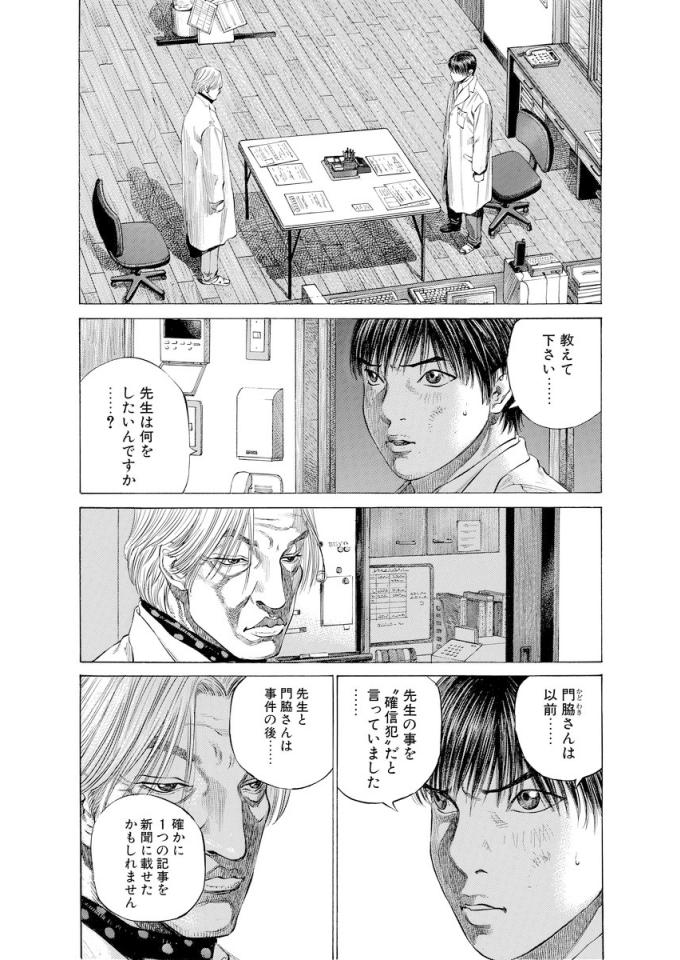 教えて
下さい……
先生は何を
したいんですか
……?
門脇さんは
かどわき
以前……
先生の事を
“確信犯”だと
言っていました
……
先生と
門脇さんは
事件の後……
確かに
1つの記事を
新聞に載せた
かもしれません